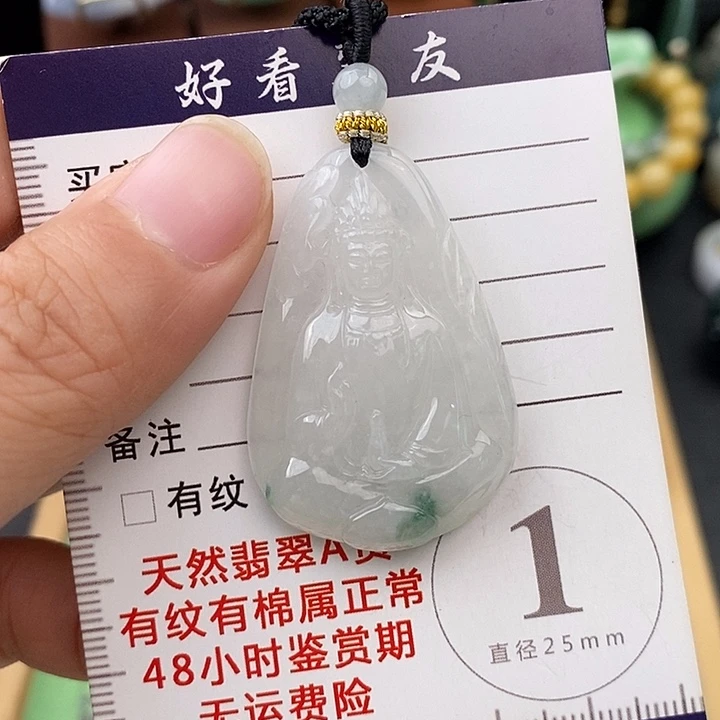 好看 友
买
备注
□ 有纹
天然翡翠A货
有纹有棉属正常
48小时鉴赏期
无运费险
1
直径25mm